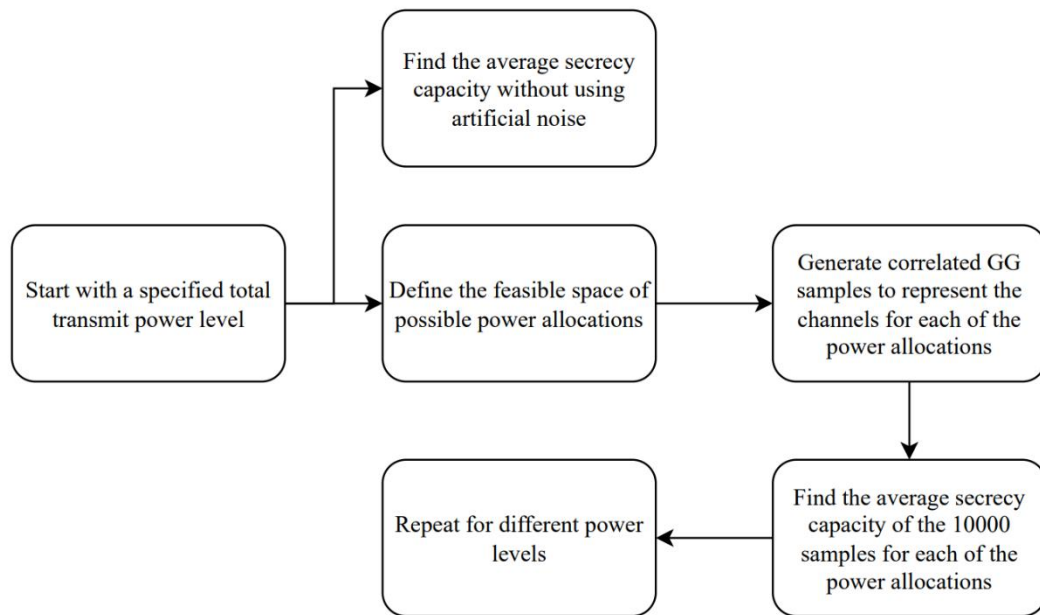 Find the average secrecy
capacity without using
artificial noise
Start with a specified total
transmit power level
Define the feasible space of
possible power allocations
Generate correlated GG
samples to represent the
channels for each of the
power allocations
Repeat for different power
levels
Find the average secrecy
capacity of the 10000
samples for each of the
power allocations